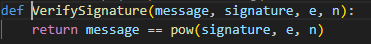 def VerifySignature(message, signature, e, n):
    return message == pow(signature, e, n)